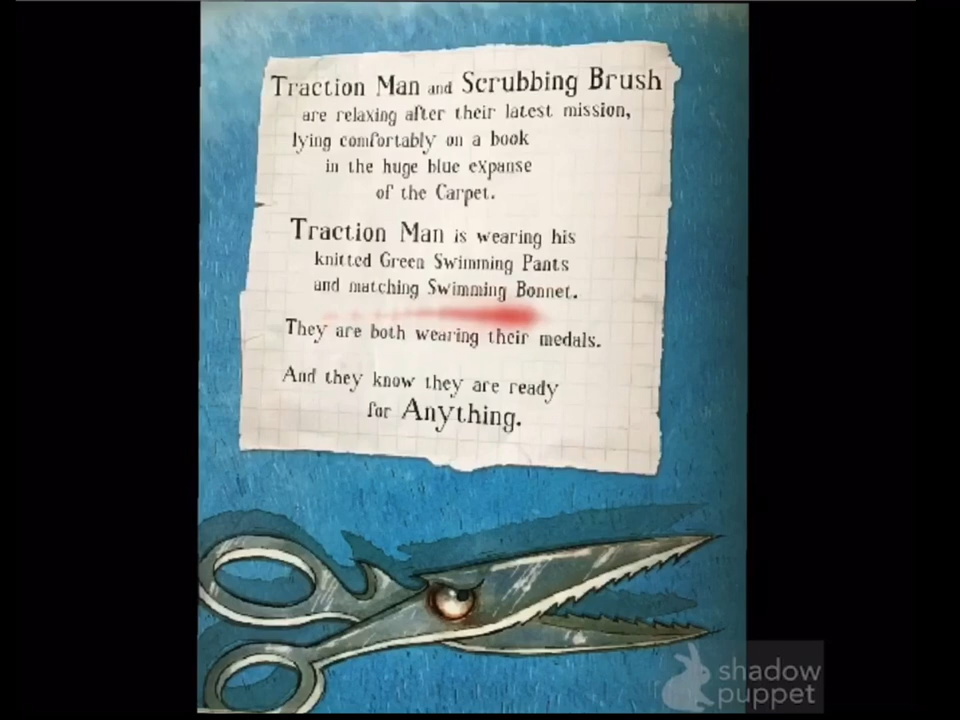 Traction Man and Scrubbing Brush
are relaxing after their latest mission,
lying comfortably on a book
in the huge blue expanse
of the Carpet.
Traction Man is wearing his
knitted Green Swimming Pants
and matching Swimming Bonnet.
They are both wearing their medals.
And they know they are ready
for Anything.
shadow
puppet